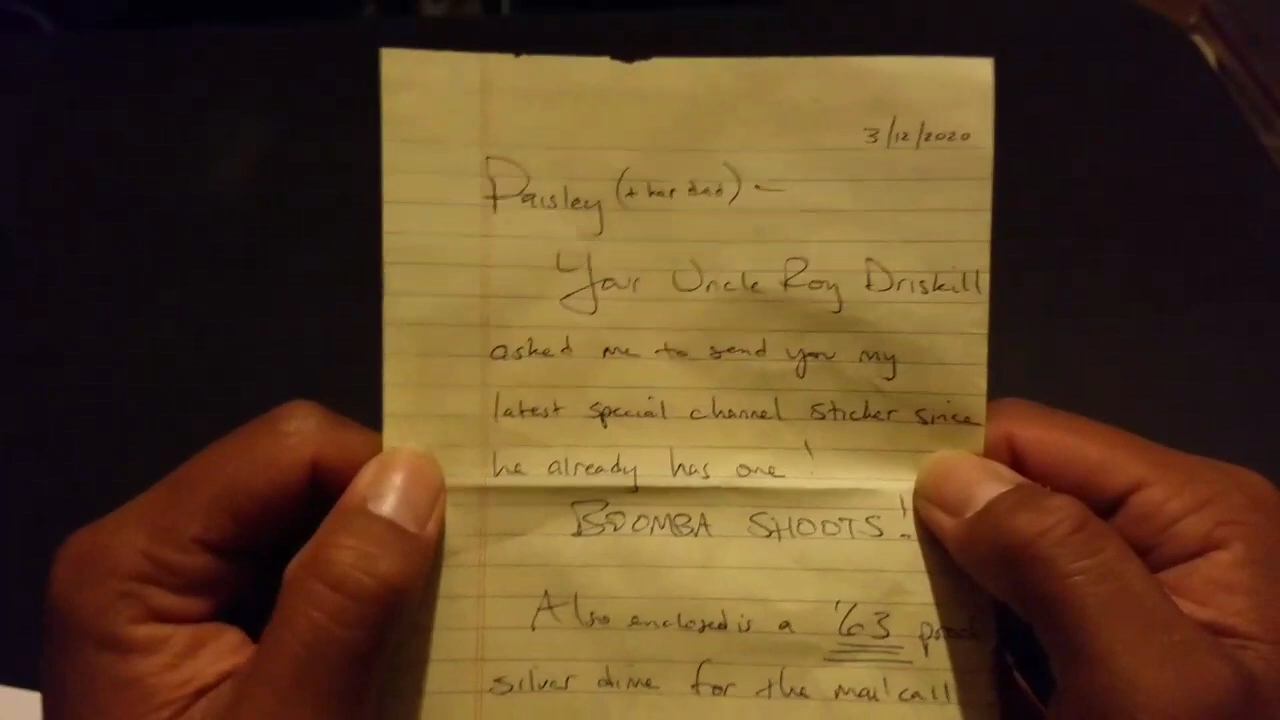 3/12/2020
Paisley (+ her dad) —
Your Uncle Roy Driskill
asked me to send you my
latest special channel sticker since
he already has one!
BOOMBA SHOOTS!
Also enclosed is a '63 proof
silver dime for the mail call